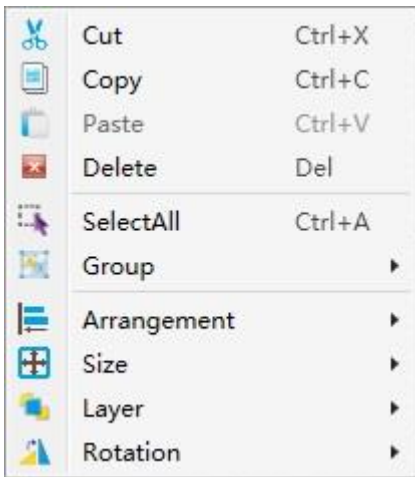 Cut Ctrl+X
Copy Ctrl+C
Paste Ctrl+V
Delete Del
SelectAll Ctrl+A
Group
Arrangement
Size
Layer
Rotation